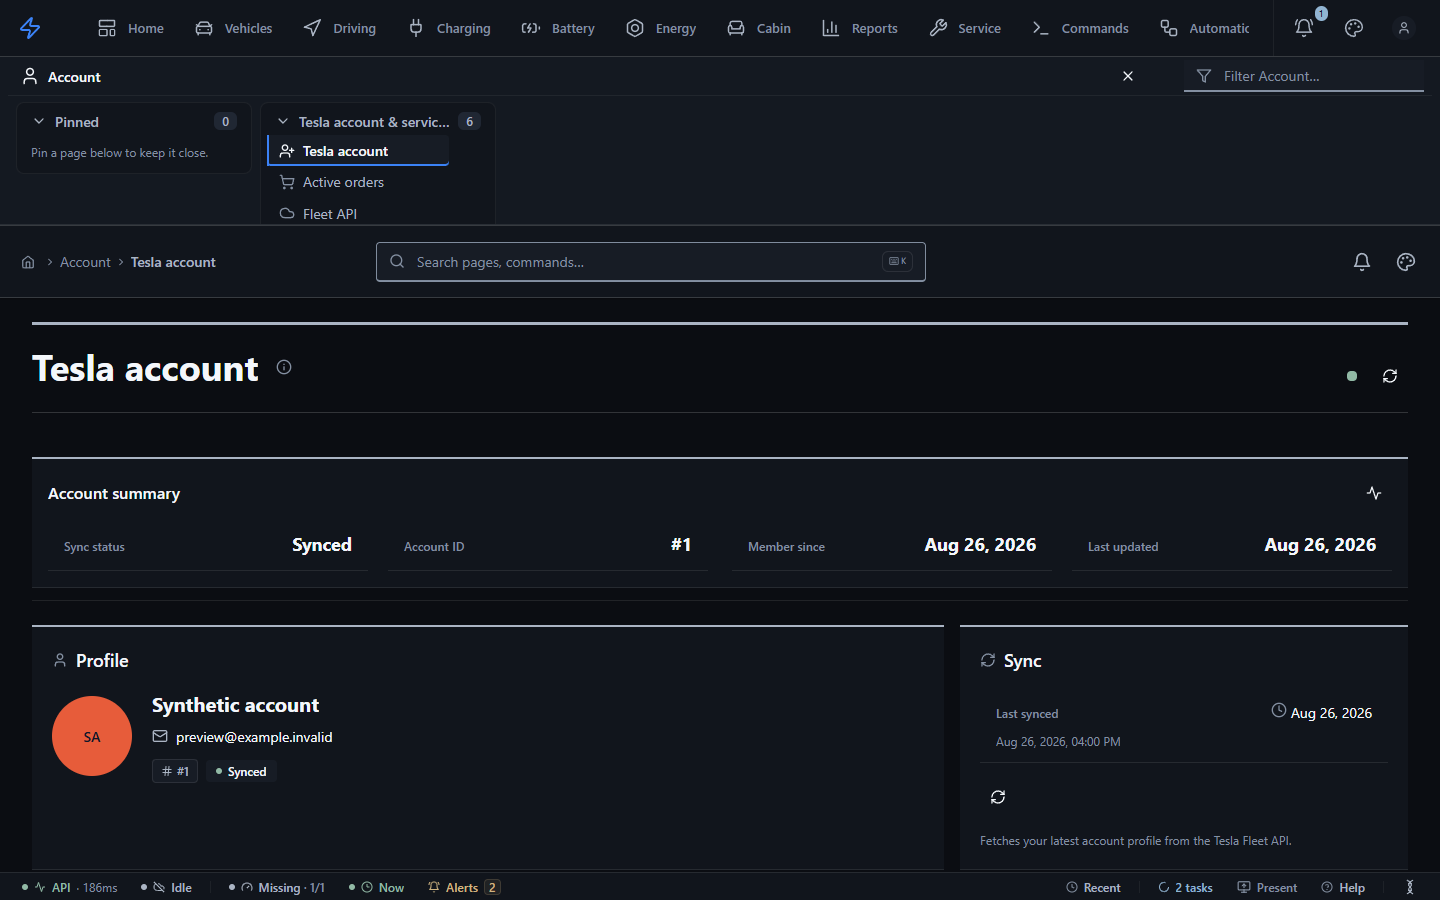 Home
Vehicles
Driving
Charging
Battery
Energy
Cabin
Reports
Service
Commands
Automatic
1
Account
Filter Account...
Pinned
0
Pin a page below to keep it close.
Tesla account & servic...
6
Tesla account
Active orders
Fleet API
Account
Tesla account
Search pages, commands...
K
Tesla account
Account summary
Sync status
Synced
Account ID
#1
Member since
Aug 26, 2026
Last updated
Aug 26, 2026
Profile
SA
Synthetic account
preview@example.invalid
#1
Synced
Sync
Last synced
Aug 26, 2026
Aug 26, 2026, 04:00 PM
Fetches your latest account profile from the Tesla Fleet API.
API · 186ms
Idle
Missing · 1/1
Now
Alerts 2
Recent
2 tasks
Present
Help